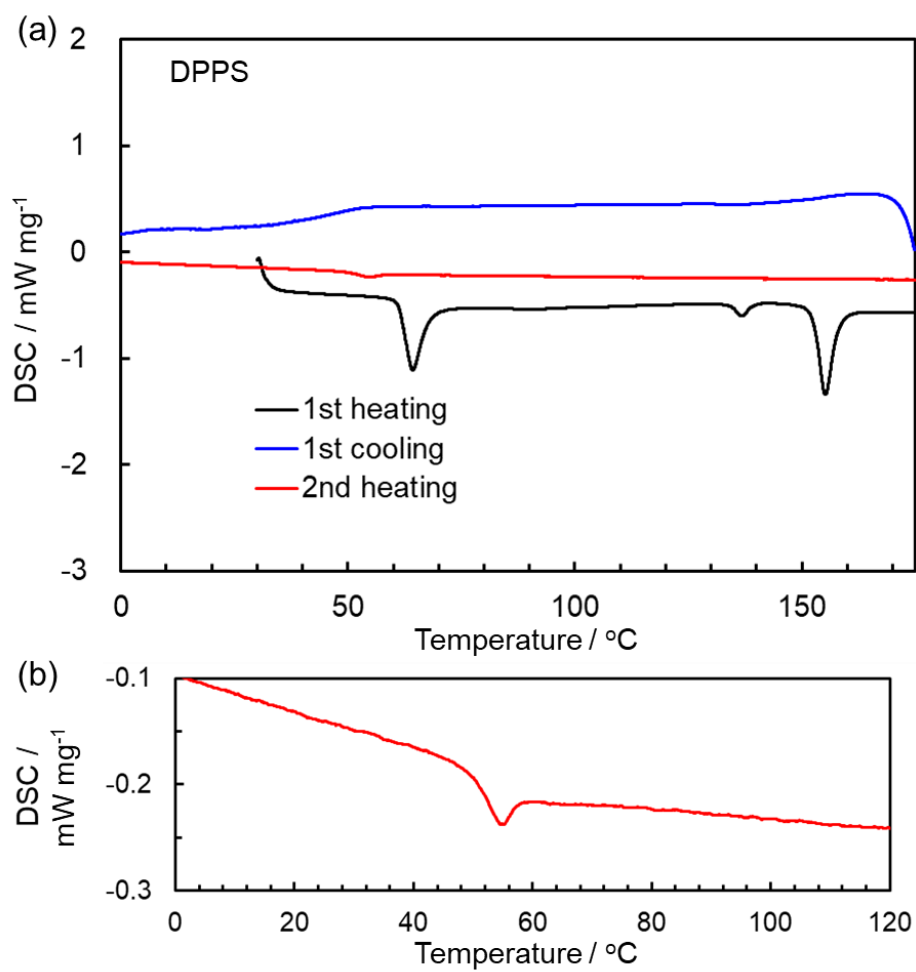 (a)
DPPS
2
1
0
-1
-2
-3
DSC / mW mg⁻¹
1st heating
1st cooling
2nd heating
0 50 100 150
Temperature / °C
(b)
-0.1
-0.2
-0.3
DSC /
mW mg⁻¹
0 20 40 60 80 100 120
Temperature / °C